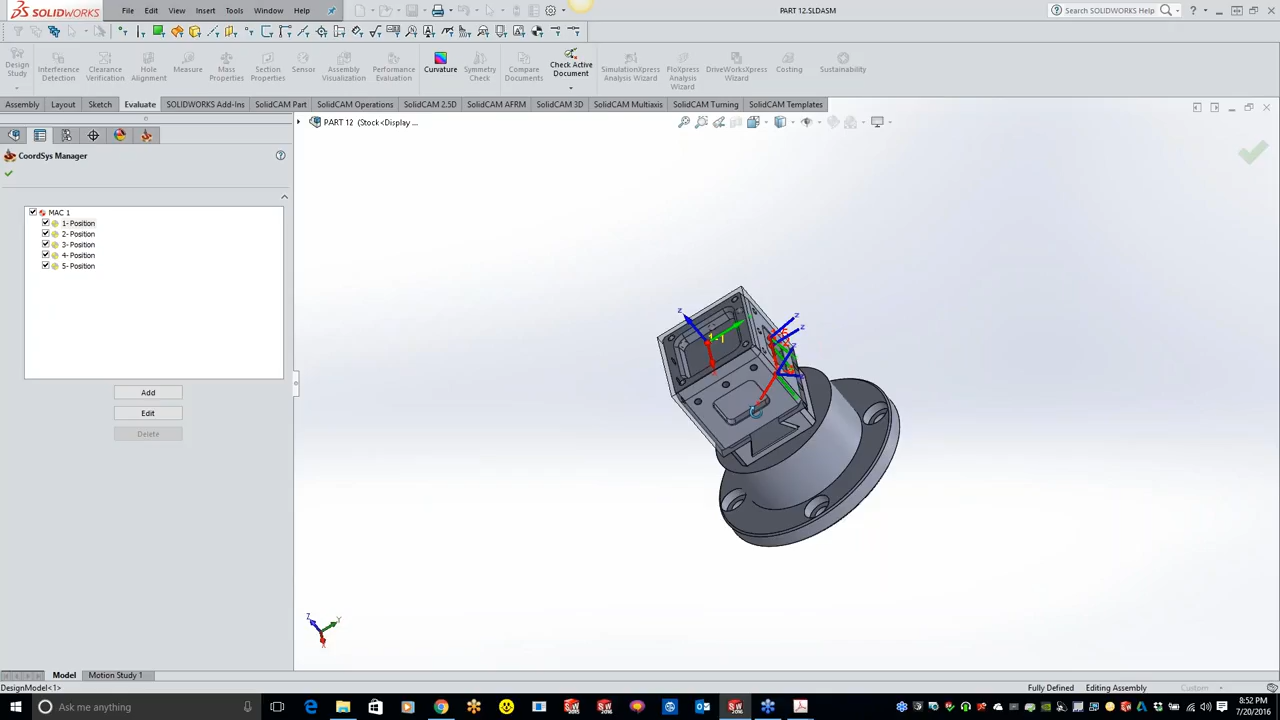 SOLIDWORKS File Edit View Insert Tools Window Help PART 12.SLDASM Search SOLIDWORKS Help
Design Study
Interference Detection
Clearance Verification
Hole Alignment
Measure
Mass Properties
Section Properties
Sensor
Assembly Visualization
Performance Evaluation
Curvature
Symmetry Check
Compare Documents
Check Active Document
SimulationXpress Analysis Wizard
FloXpress Analysis Wizard
DriveWorksXpress Wizard
Costing
Sustainability
Assembly Layout Sketch Evaluate SOLIDWORKS Add-Ins SolidCAM Part SolidCAM Operations SolidCAM 2.5D SolidCAM AFRM SolidCAM 3D SolidCAM Multiaxis SolidCAM Turning SolidCAM Templates
PART 12 (Stock<Display ...
CoordSys Manager
MAC 1
1- Position
2- Position
3- Position
4- Position
5- Position
Add
Edit
Delete
Z
Z
Z
1-1
Z Y
X
Model Motion Study 1
DesignModel<1> Fully Defined Editing Assembly Custom
Ask me anything
8:52 PM
7/20/2016